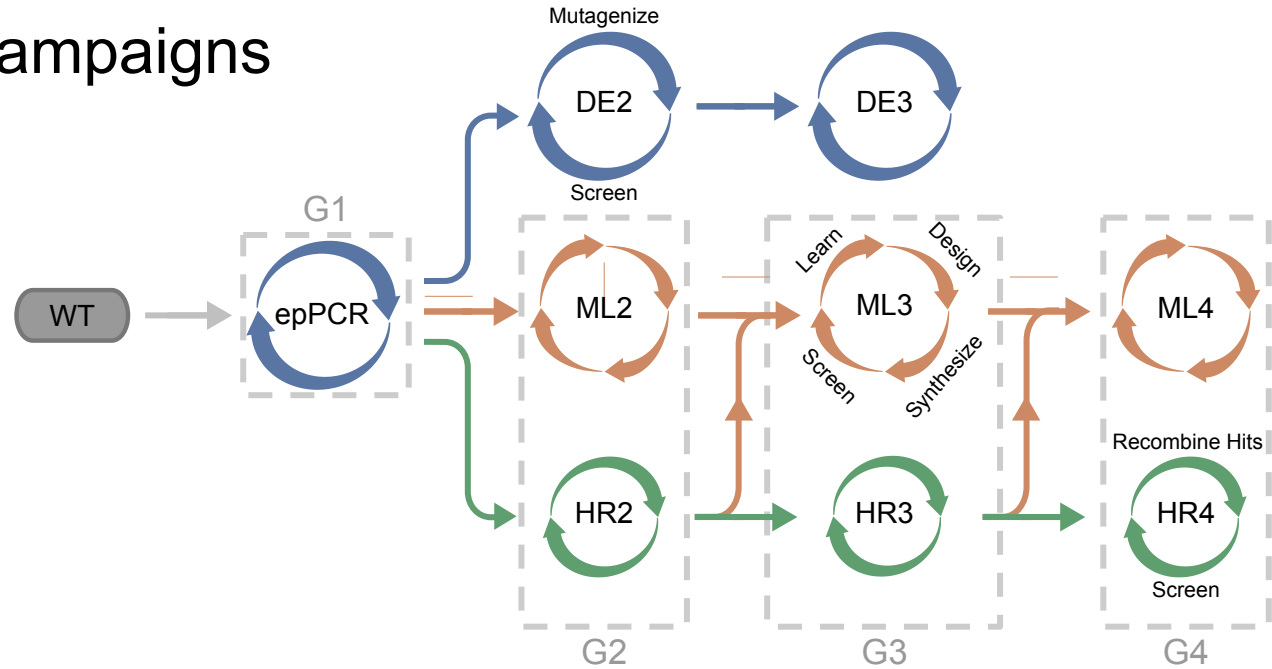 ampaigns
Mutagenize
DE2
DE3
Screen
G1
WT
epPCR
ML2
Learn
Design
ML3
Screen
Synthesize
ML4
HR2
HR3
Recombine Hits
HR4
Screen
G2
G3
G4